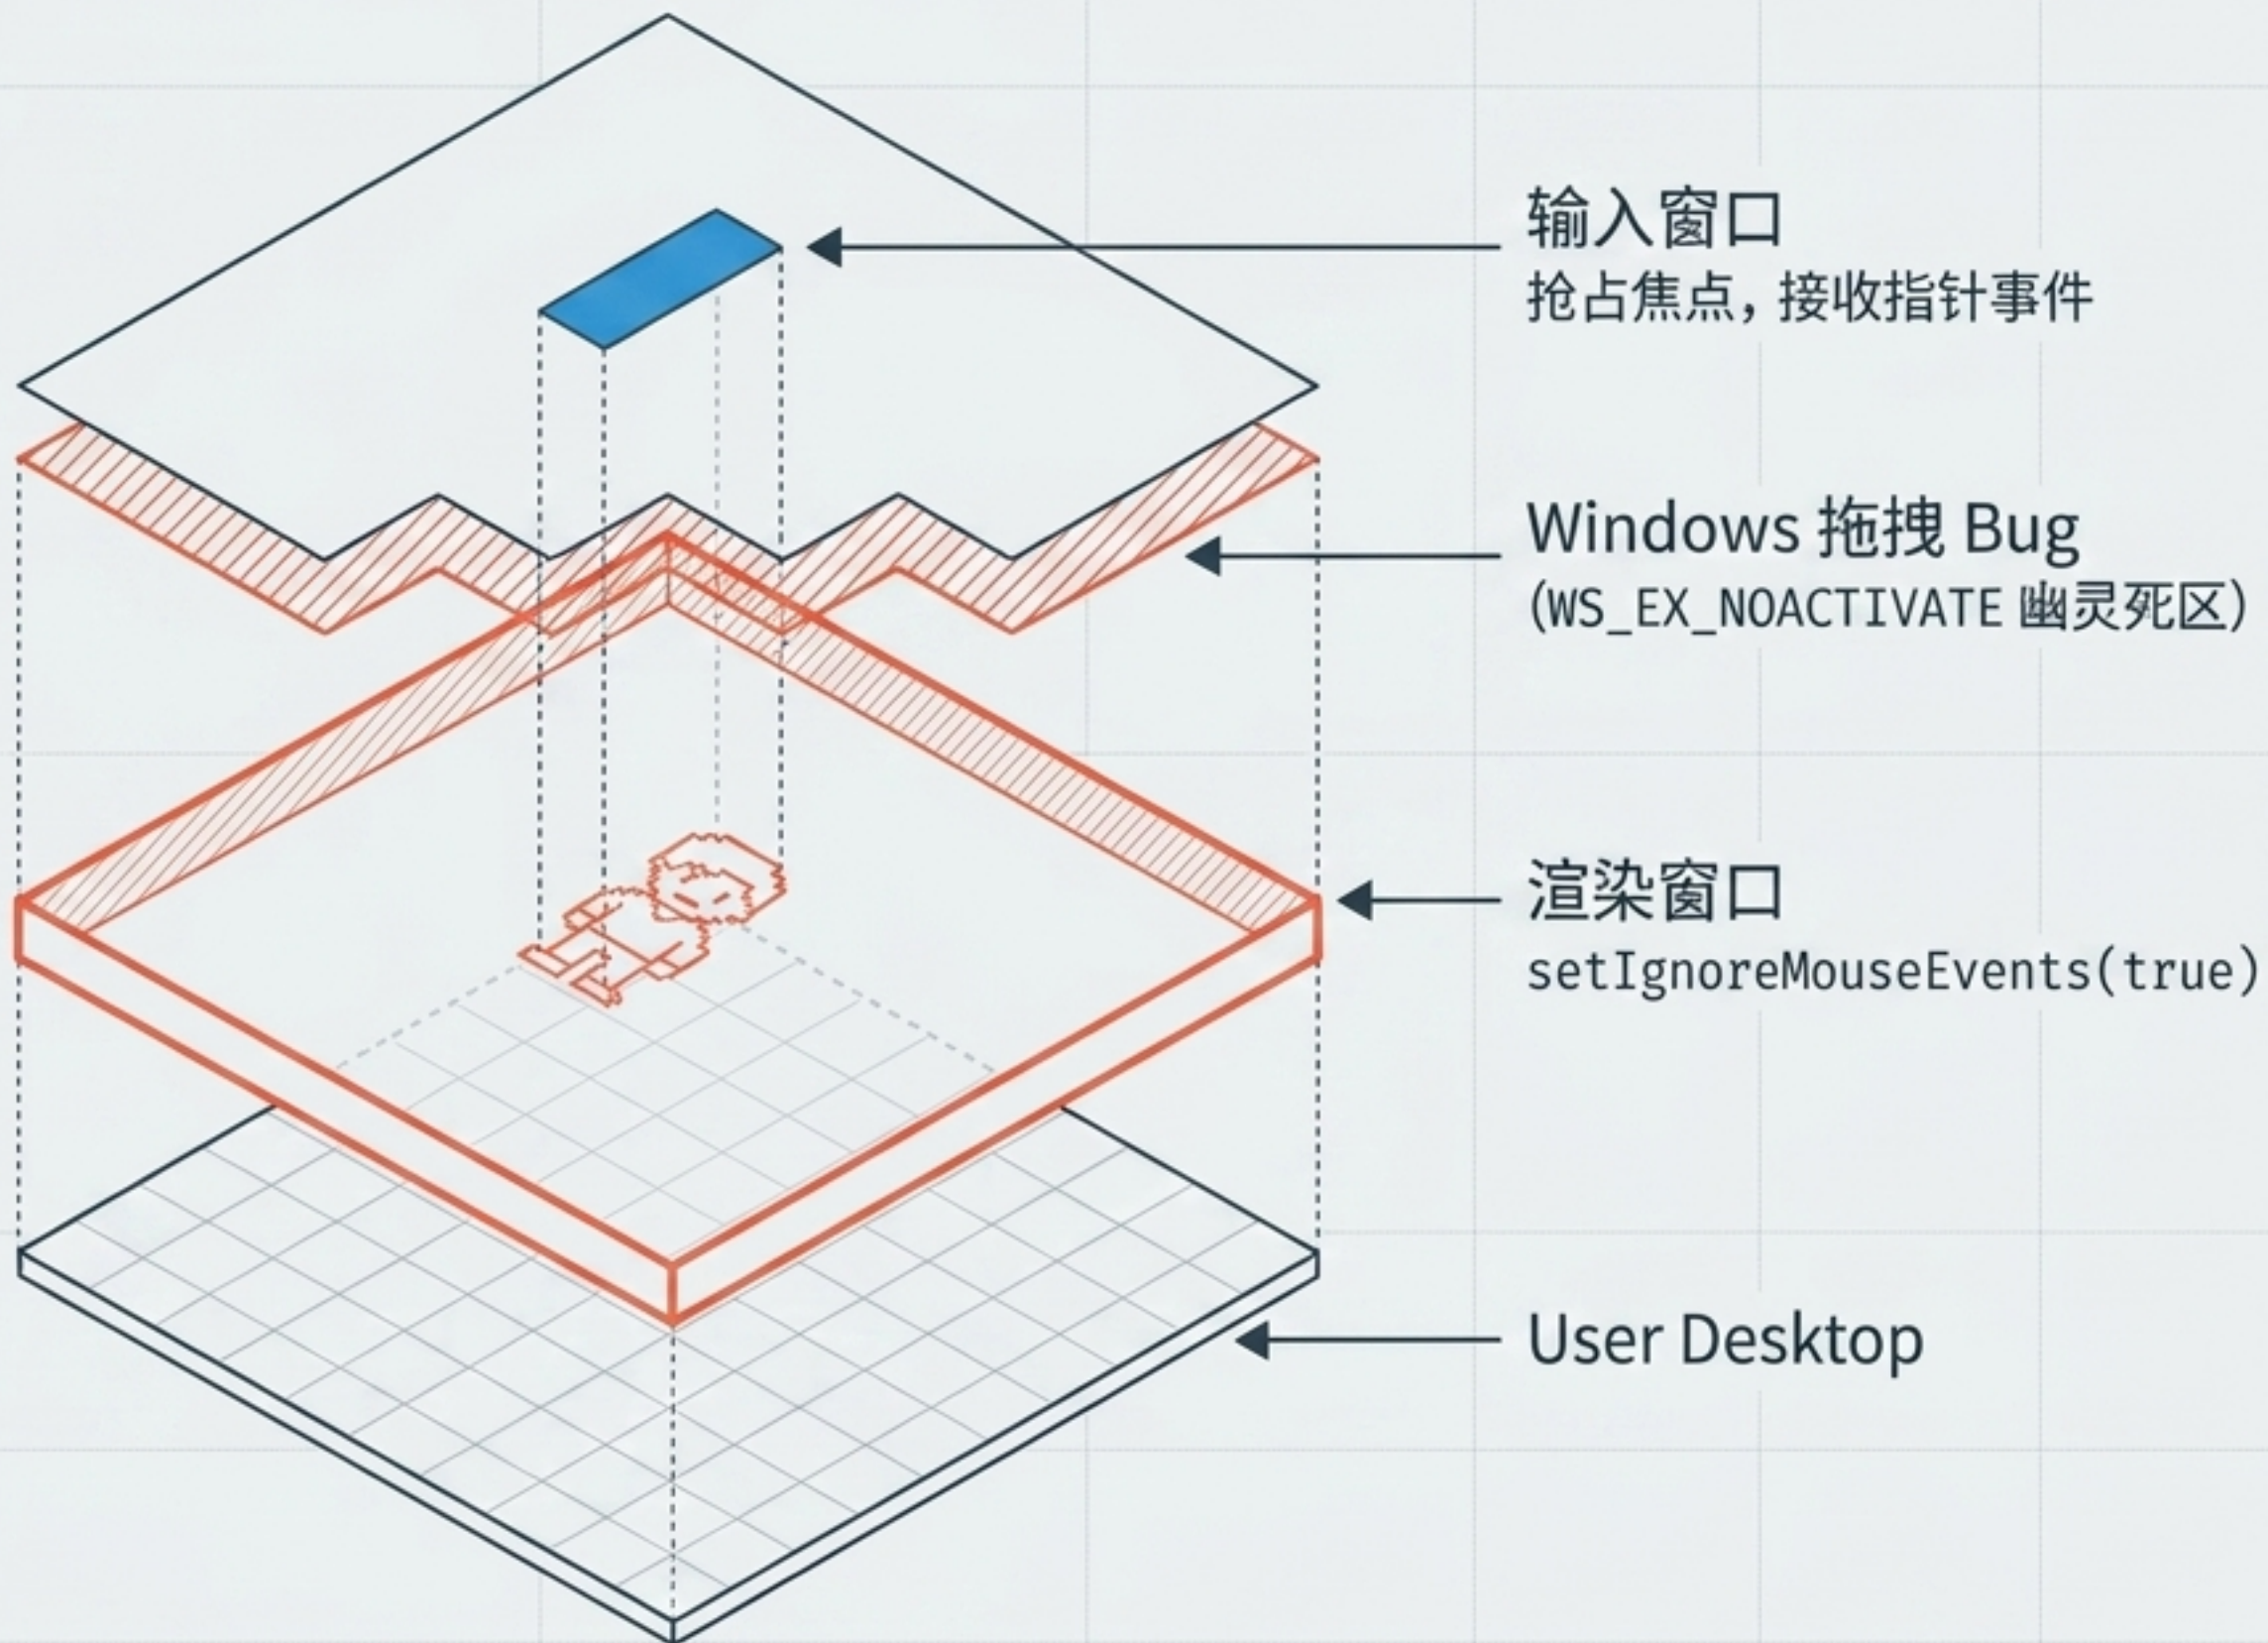 输入窗口
抢占焦点，接收指针事件
Windows 拖拽 Bug
(WS_EX_NOACTIVATE 幽灵死区)
渲染窗口
setIgnoreMouseEvents(true)
User Desktop